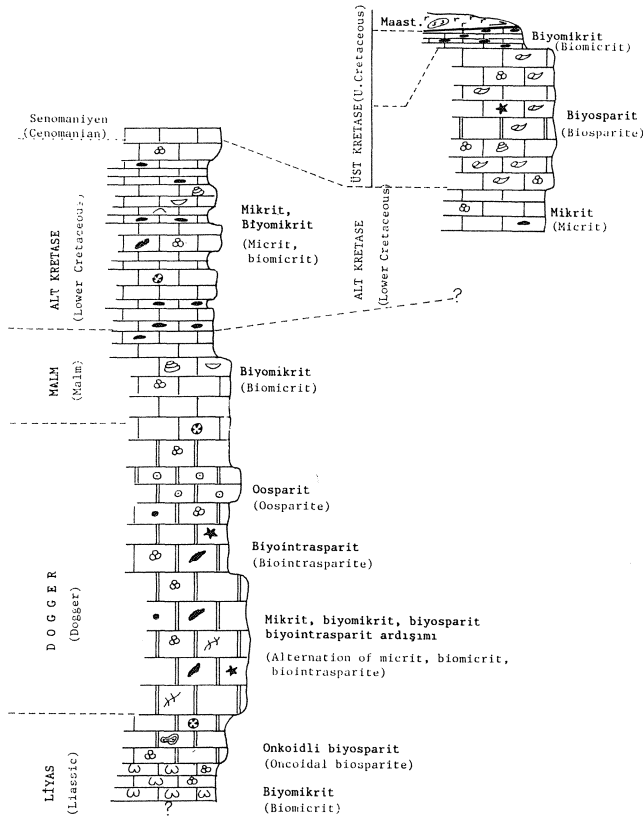 Maast.
Biyomikrit
(Biomicrit)
ÜST KRETASE(U.Cretaceous)
Biyosparit
(Biosparite)
Mikrit
(Micrit)
ALT KRETASE
(Lower Cretaceous)
?
Senomaniyen
(Cenomanian)
Mikrit,
Biyomikrit
(Micrit,
biomicrit)
ALT KRETASE
(Lower Cretaceous)
MALM
(Malm)
Biyomikrit
(Biomicrit)
Oosparit
(Oosparite)
Biyointrasparit
(Biointrasparite)
DOGGER
(Dogger)
Mikrit, biyomikrit, biyosparit
biyointrasparit ardışımı
(Alternation of micrit, biomicrit,
biointrasparite)
LİYAS
(Liassic)
Onkoidli biyosparit
(Oncoidal biosparite)
Biyomikrit
(Biomicrit)
?